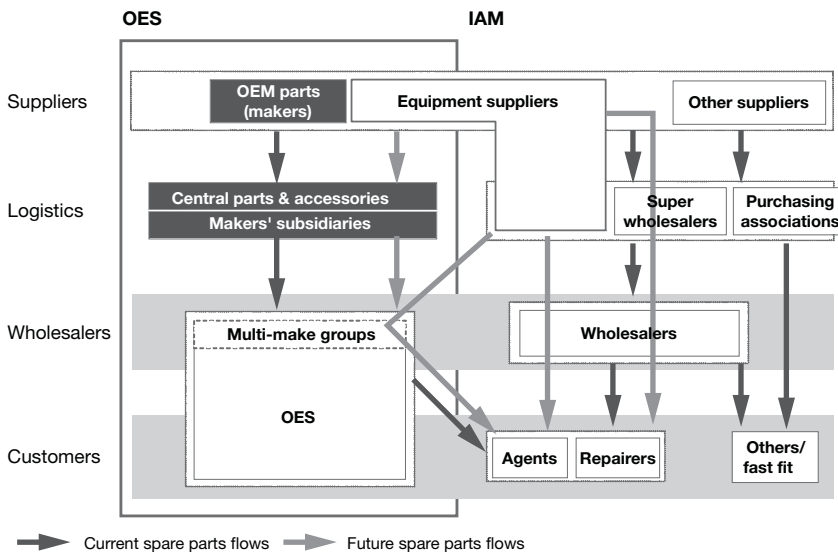 OES
IAM
Suppliers
OEM parts
(makers)
Equipment suppliers
Other suppliers
Logistics
Central parts & accessories
Makers' subsidiaries
Super
wholesalers
Purchasing
associations
Wholesalers
Multi-make groups
Wholesalers
OES
Customers
Agents
Repairers
Others/
fast fit
Current spare parts flows
Future spare parts flows